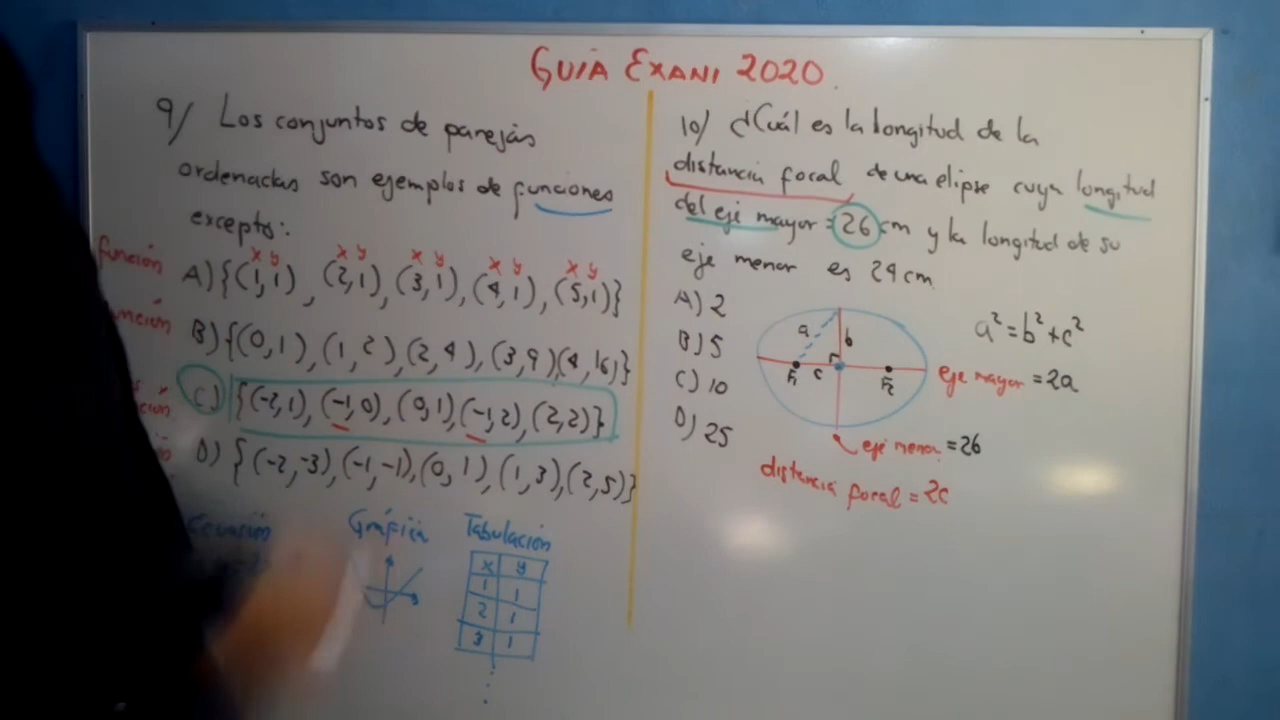 GUIA EXANI 2020
9/ Los conjuntos de parejas
ordenadas son ejemplos de funciones
excepto:
función
x y x y x y x y x y
A) {(1,1), (2,1), (3,1), (4,1), (5,1)}
B) {(0,1), (1,2), (2,4), (3,9) (4,16)}
C) {(-2,1), (-1,0), (0,1), (-1,2), (2,2)}
D) {(-2,-3), (-1,-1), (0,1), (1,3), (2,5)}
Ecuasión Gráfica Tabulación
x y
1 1
2 1
3 1
10/ ¿Cuál es la longitud de la
distancia focal de una elipse cuya longitud
del eje mayor = 26 cm y la longitud de su
eje menor es 24 cm
A) 2
B) 5
C) 10
D) 25
a b c F1 F2
a² = b² + c²
eje mayor = 2a
eje menor = 26
distancia focal = 2c